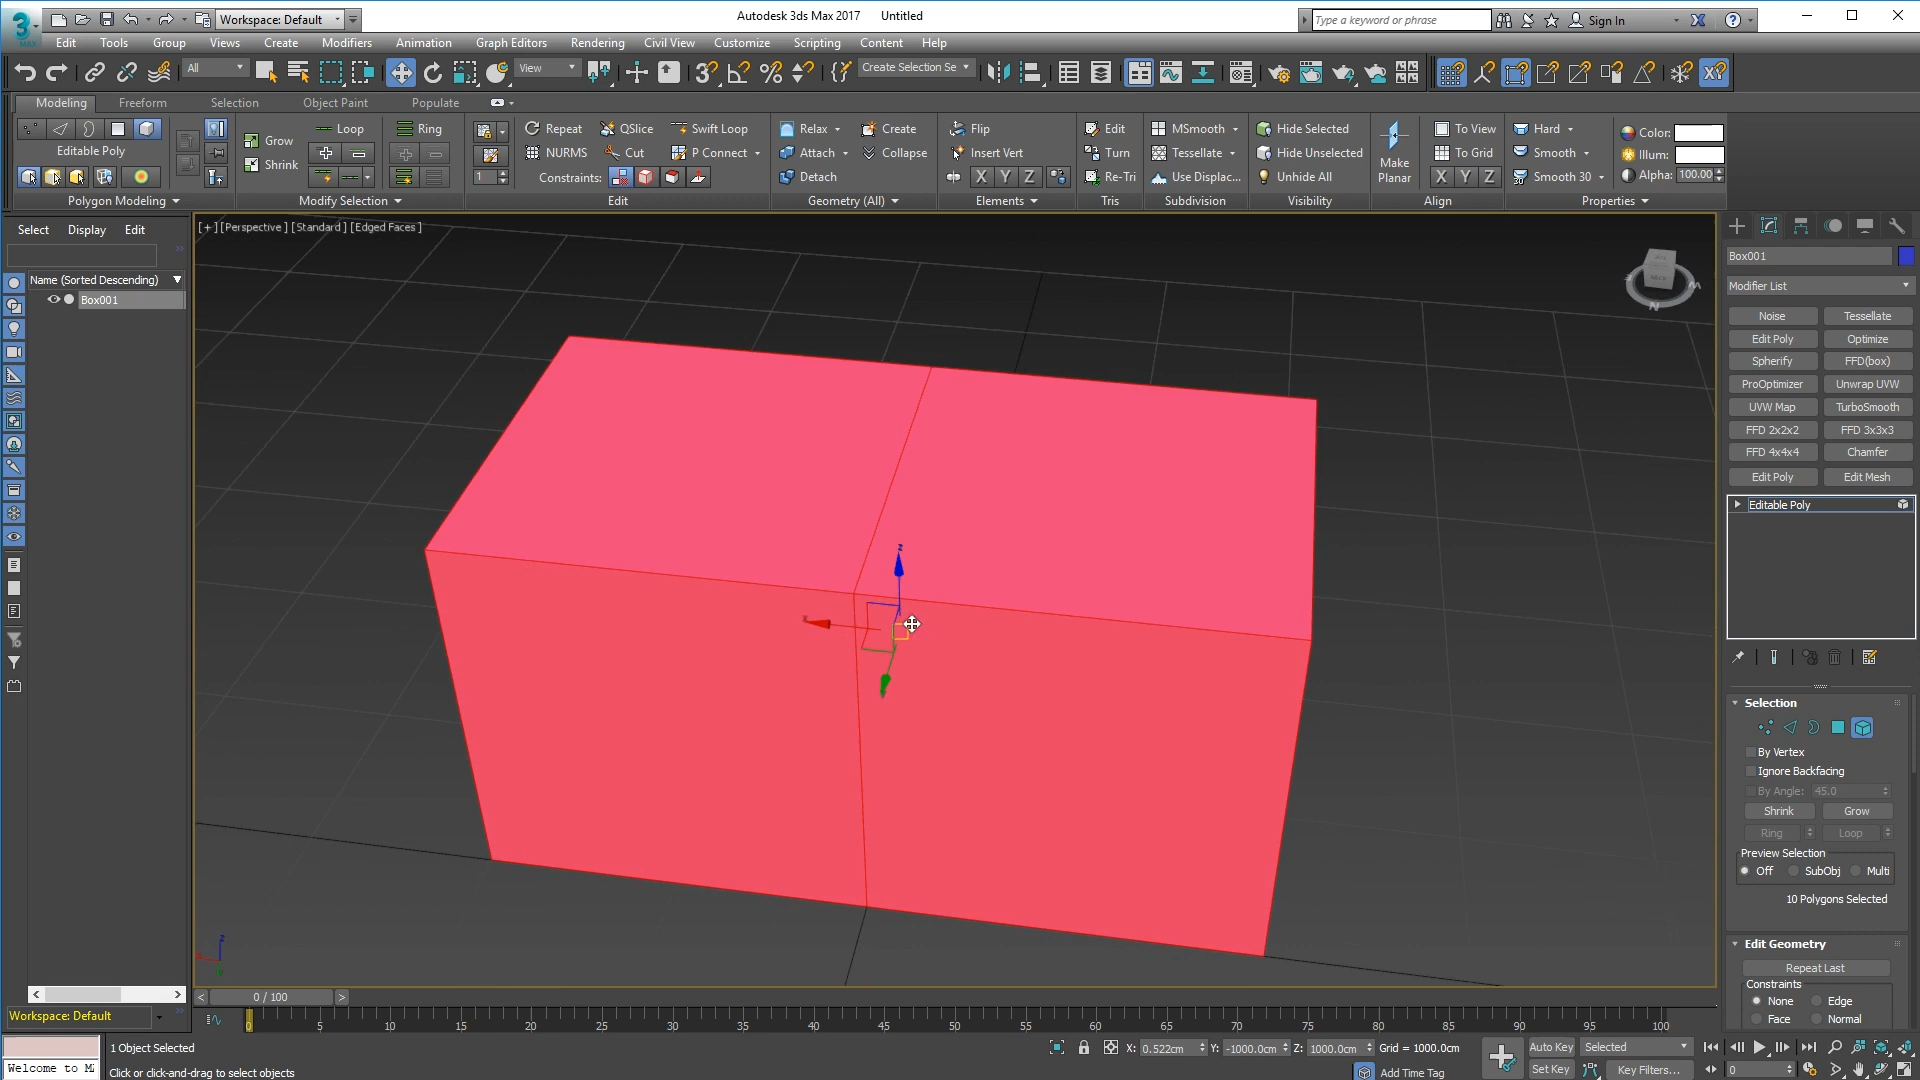 Workspace: Default
Autodesk 3ds Max 2017 Untitled
Type a keyword or phrase
Sign In
3
MAX
Edit Tools Group Views Create Modifiers Animation Graph Editors Rendering Civil View Customize Scripting Content Help
All View Create Selection Se
Modeling Freeform Selection Object Paint Populate
Grow Loop Ring Repeat QSlice Swift Loop Relax Create Flip Edit MSmooth Hide Selected To View Hard Color:
Editable Poly Shrink NURMS Cut P Connect Attach Collapse Insert Vert Turn Tessellate Hide Unselected Make Planar To Grid Smooth Illum:
1 Constraints: Detach X Y Z Re-Tri Use Displac... Unhide All X Y Z Smooth 30 Alpha: 100.00
Polygon Modeling Modify Selection Edit Geometry (All) Elements Tris Subdivision Visibility Align Properties
Select Display Edit
[+] [Perspective] [Standard] [Edged Faces]
Name (Sorted Descending)
Box001
Box001
Modifier List
Noise Tessellate
Edit Poly Optimize
Spherify FFD(box)
ProOptimizer Unwrap UVW
UVW Map TurboSmooth
FFD 2x2x2 FFD 3x3x3
FFD 4x4x4 Chamfer
Edit Poly Edit Mesh
Editable Poly
Selection
By Vertex
Ignore Backfacing
By Angle: 45.0
Shrink Grow
Ring Loop
Preview Selection
Off SubObj Multi
10 Polygons Selected
Edit Geometry
Repeat Last
Constraints
None Edge
Face Normal
z
0 / 100
Workspace: Default
0 5 10 15 20 25 30 35 40 45 50 55 60 65 70 75 80 85 90 95 100
1 Object Selected X: 0.522cm Y: -1000.0cm Z: 1000.0cm Grid = 1000.0cm Auto Key Selected
Welcome to M
Click or click-and-drag to select objects Add Time Tag Set Key Key Filters... 0